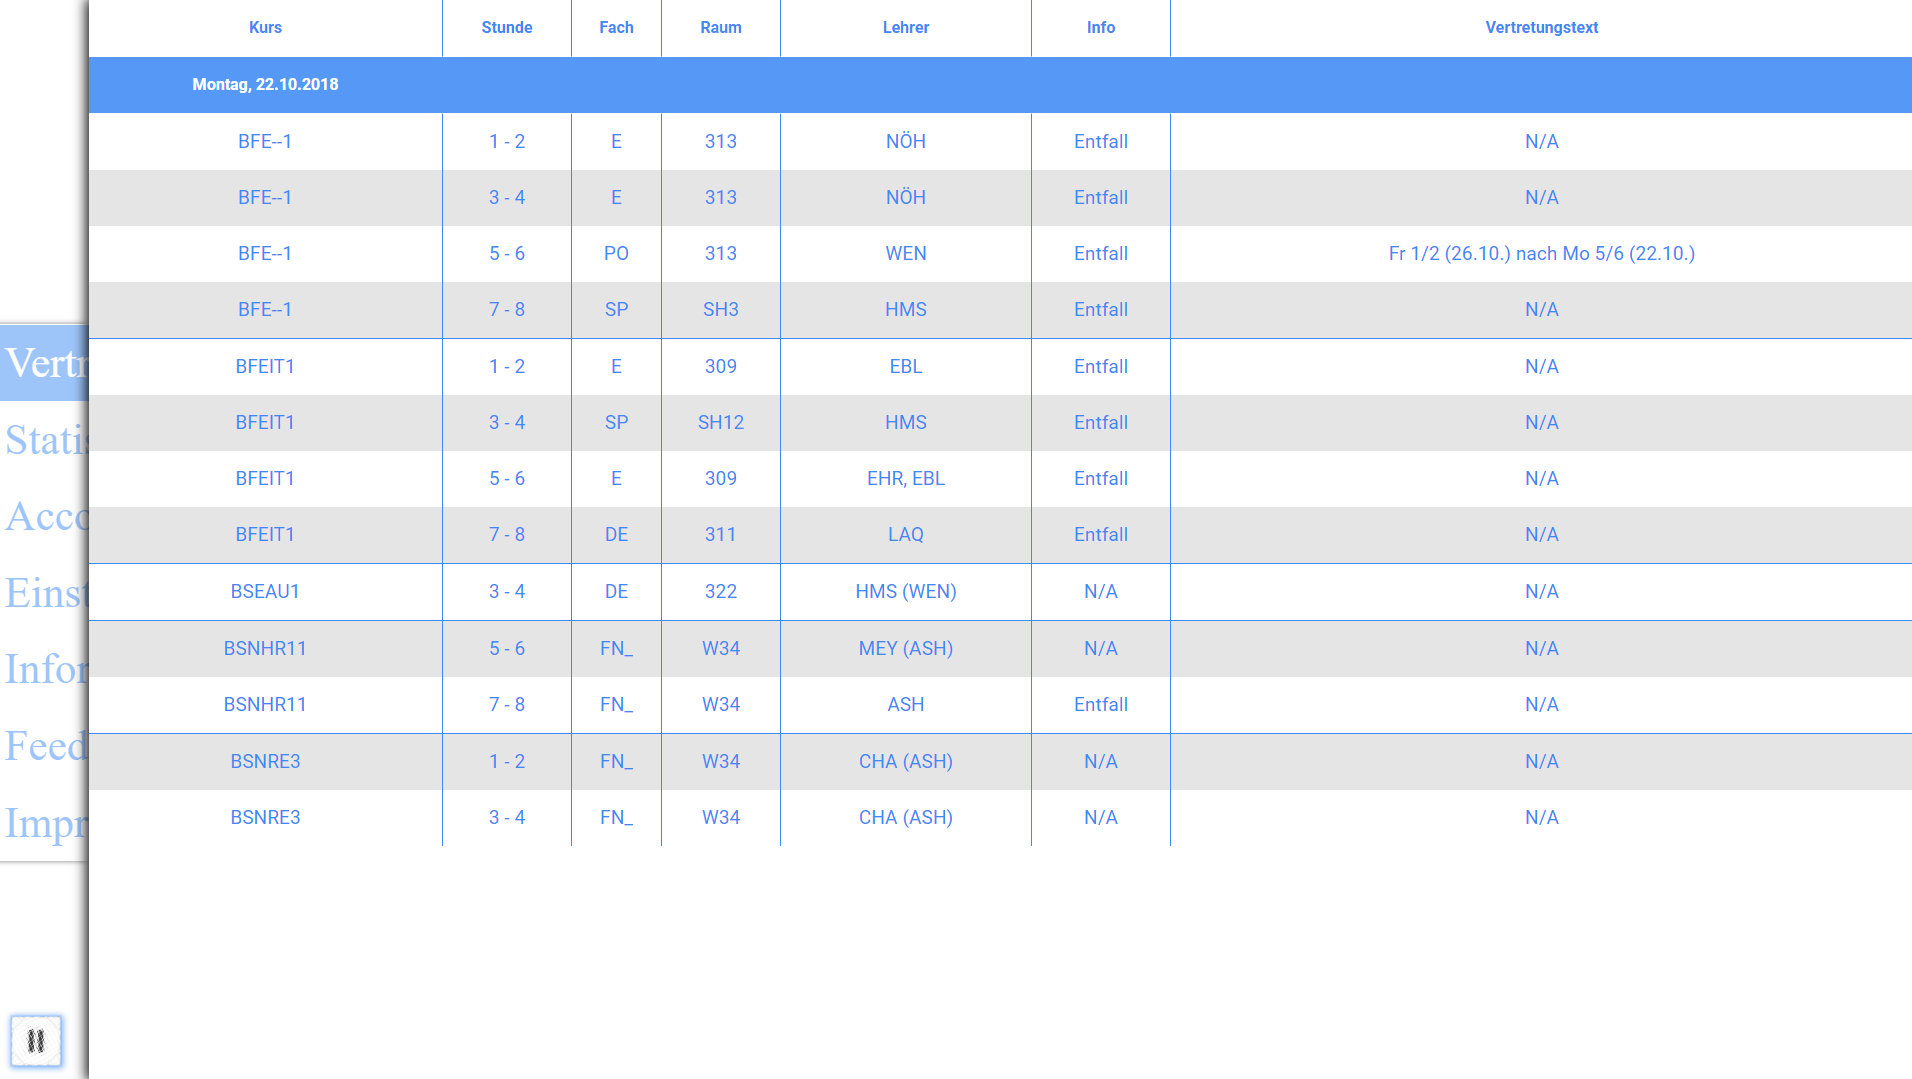 Kurs Stunde Fach Raum Lehrer Info Vertretungstext
Montag, 22.10.2018
BFE--1 1 - 2 E 313 NÖH Entfall N/A
BFE--1 3 - 4 E 313 NÖH Entfall N/A
BFE--1 5 - 6 PO 313 WEN Entfall Fr 1/2 (26.10.) nach Mo 5/6 (22.10.)
BFE--1 7 - 8 SP SH3 HMS Entfall N/A
BFEIT1 1 - 2 E 309 EBL Entfall N/A
BFEIT1 3 - 4 SP SH12 HMS Entfall N/A
BFEIT1 5 - 6 E 309 EHR, EBL Entfall N/A
BFEIT1 7 - 8 DE 311 LAQ Entfall N/A
BSEAU1 3 - 4 DE 322 HMS (WEN) N/A N/A
BSNHR11 5 - 6 FN_ W34 MEY (ASH) N/A N/A
BSNHR11 7 - 8 FN_ W34 ASH Entfall N/A
BSNRE3 1 - 2 FN_ W34 CHA (ASH) N/A N/A
BSNRE3 3 - 4 FN_ W34 CHA (ASH) N/A N/A
Vertr
Statis
Acco
Einst
Infor
Feed
Impr